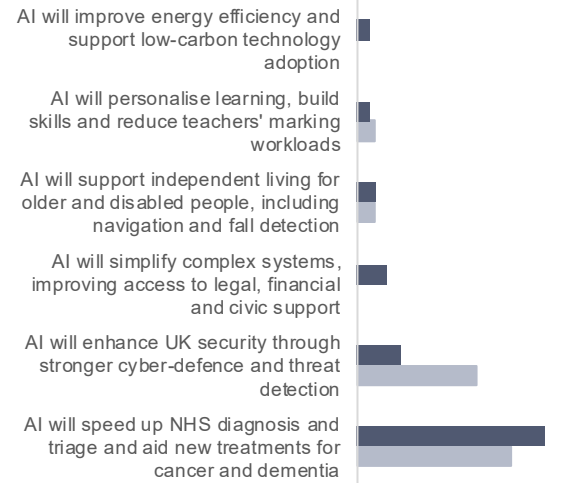 AI will improve energy efficiency and
support low-carbon technology
adoption
AI will personalise learning, build
skills and reduce teachers' marking
workloads
AI will support independent living for
older and disabled people, including
navigation and fall detection
AI will simplify complex systems,
improving access to legal, financial
and civic support
AI will enhance UK security through
stronger cyber-defence and threat
detection
AI will speed up NHS diagnosis and
triage and aid new treatments for
cancer and dementia